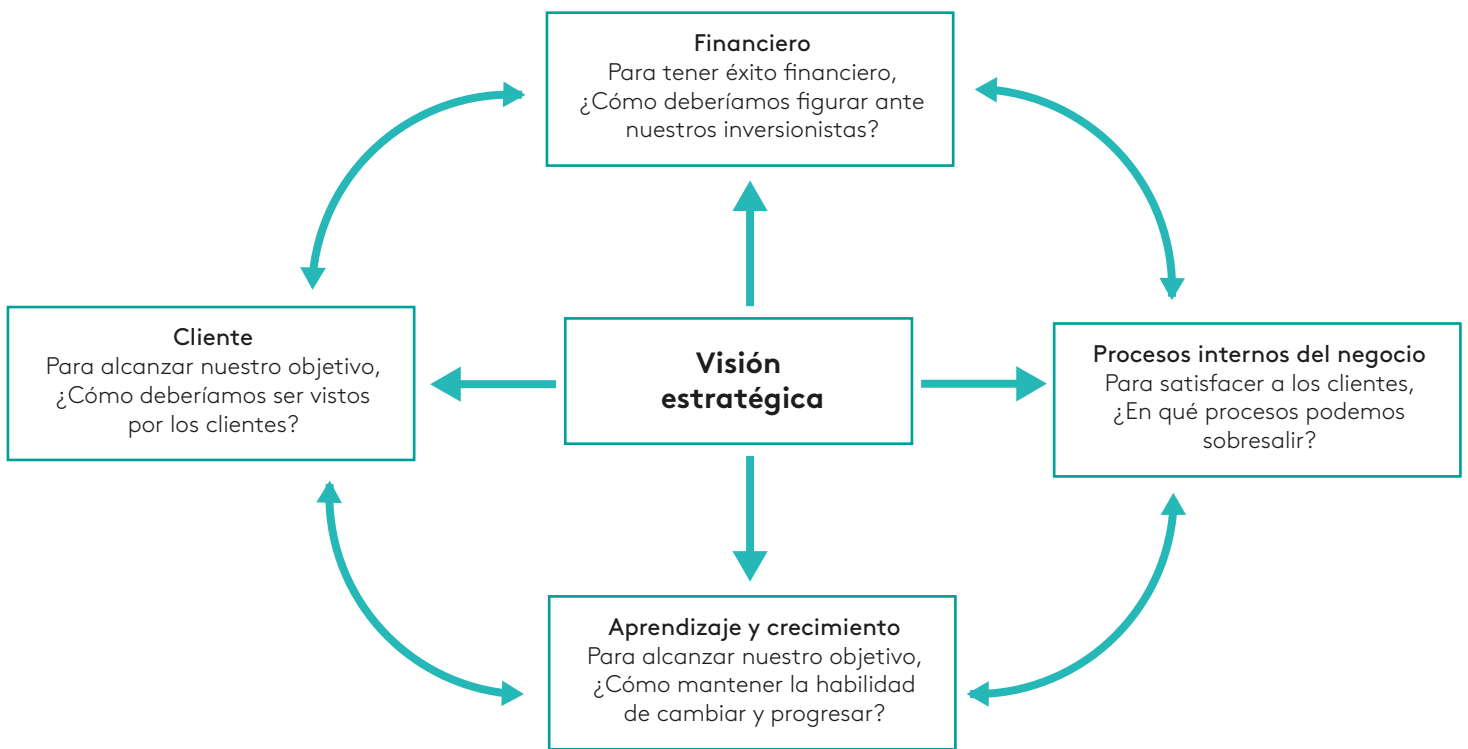 Financiero
Para tener éxito financiero,
¿Cómo deberíamos figurar ante
nuestros inversionistas?
Cliente
Para alcanzar nuestro objetivo,
¿Cómo deberíamos ser vistos
por los clientes?
Visión
estratégica
Procesos internos del negocio
Para satisfacer a los clientes,
¿En qué procesos podemos
sobresalir?
Aprendizaje y crecimiento
Para alcanzar nuestro objetivo,
¿Cómo mantener la habilidad
de cambiar y progresar?